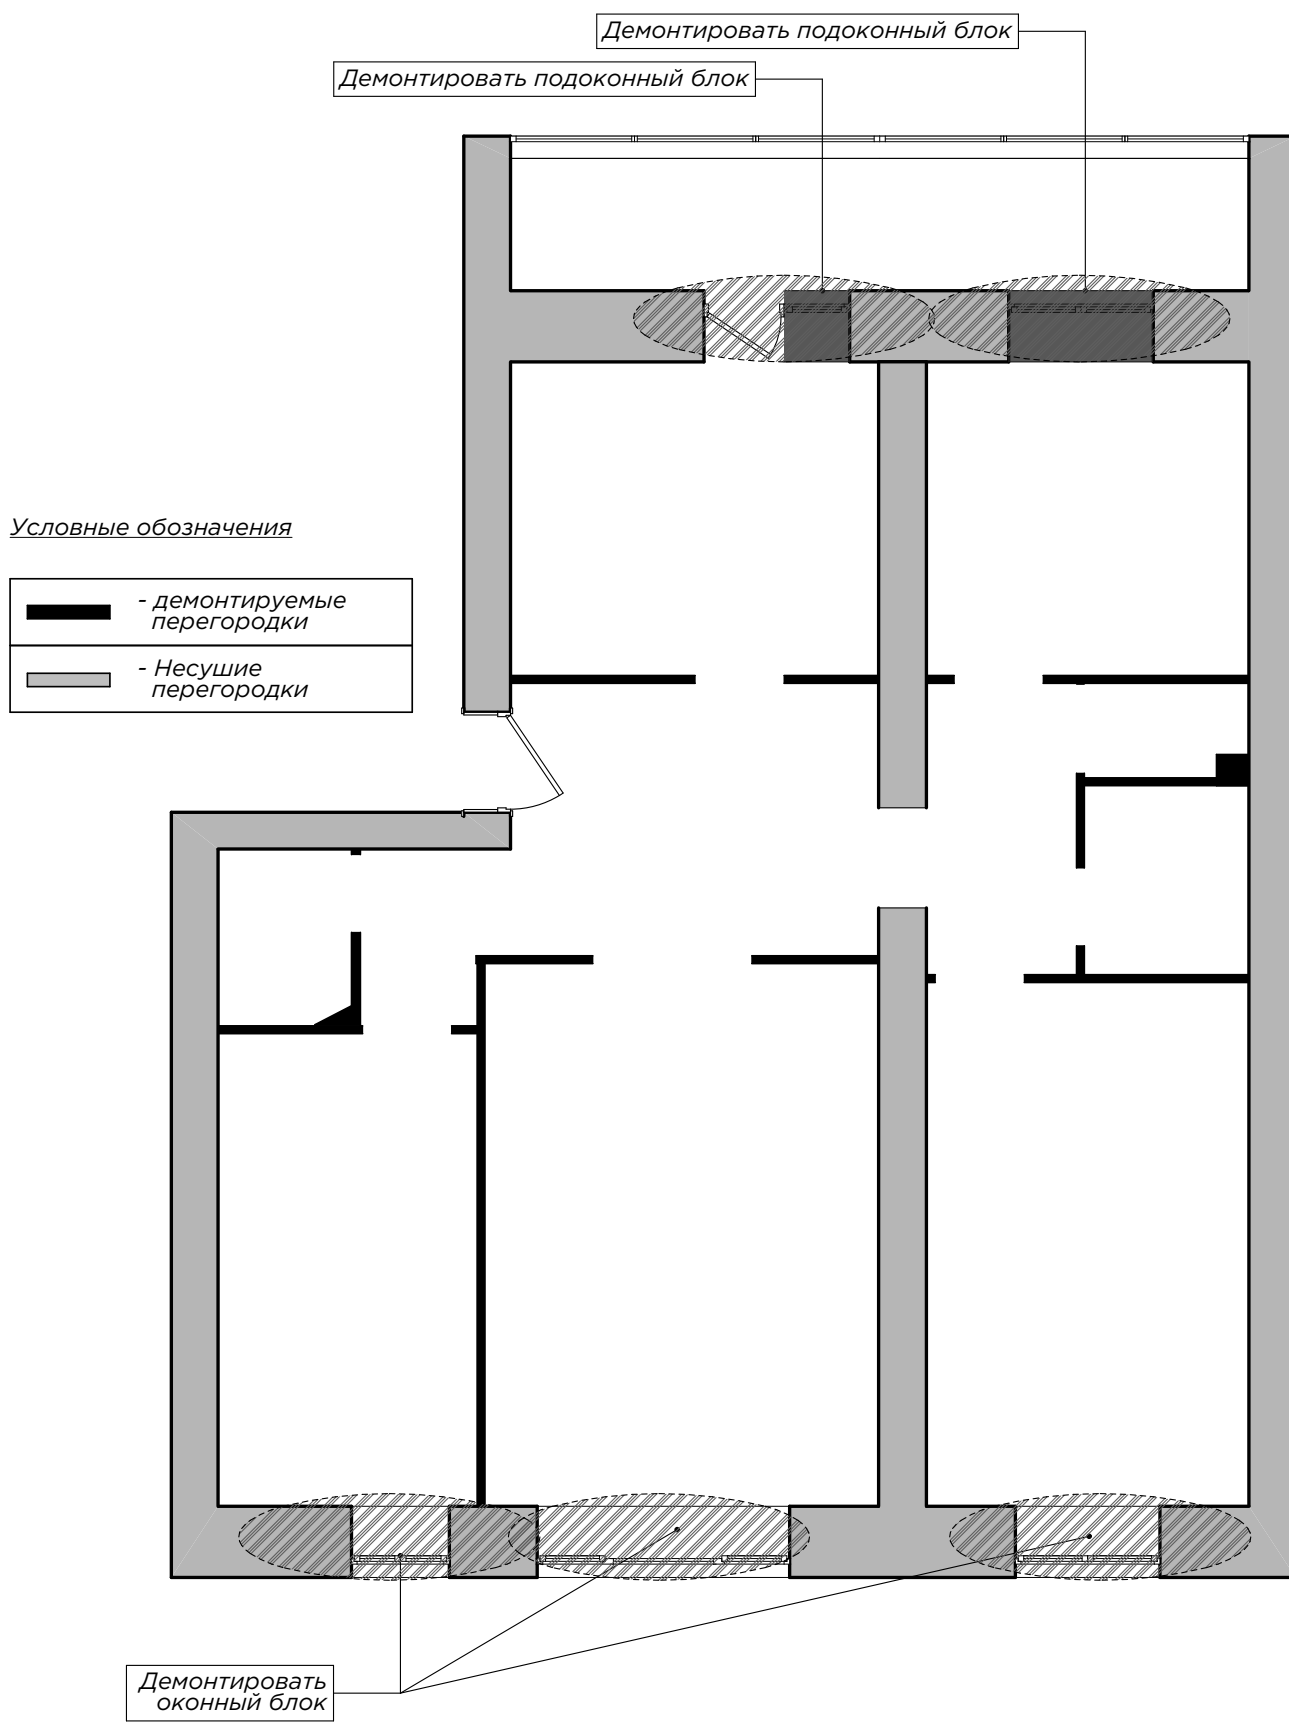 Демонтировать подоконный блок
Демонтировать подоконный блок
Условные обозначения
- демонтируемые
перегородки
- Несушие
перегородки
Демонтировать
оконный блок